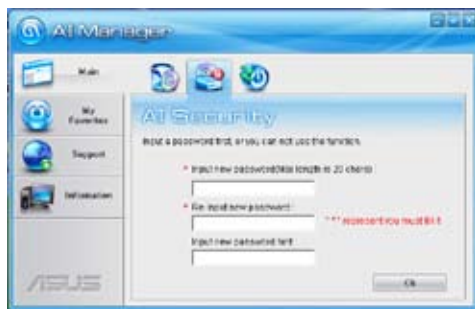 AI Manager
Main
My
Favorites
Support
Information
ASUS
AI Security
Input a password first, or you can not use the function.
* Input new password(Max length is 20 chars)
* Re-input new password:
"*" represent you must fill it
Input new password hint:
Ok